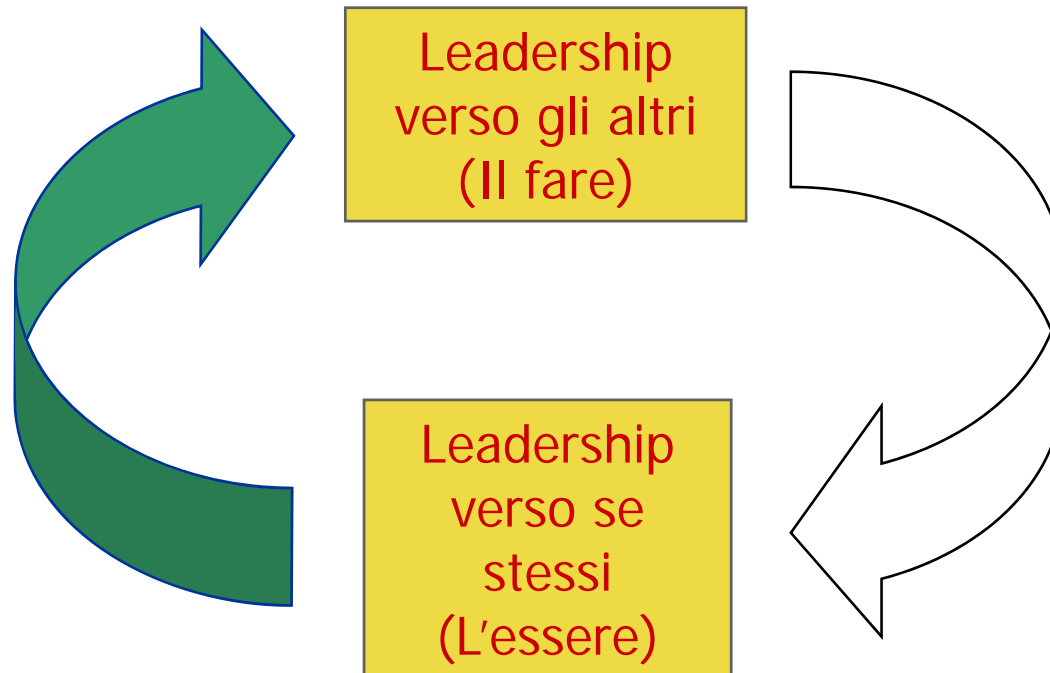 Leadership
verso gli altri
(Il fare)
Leadership
verso se
stessi
(L'essere)